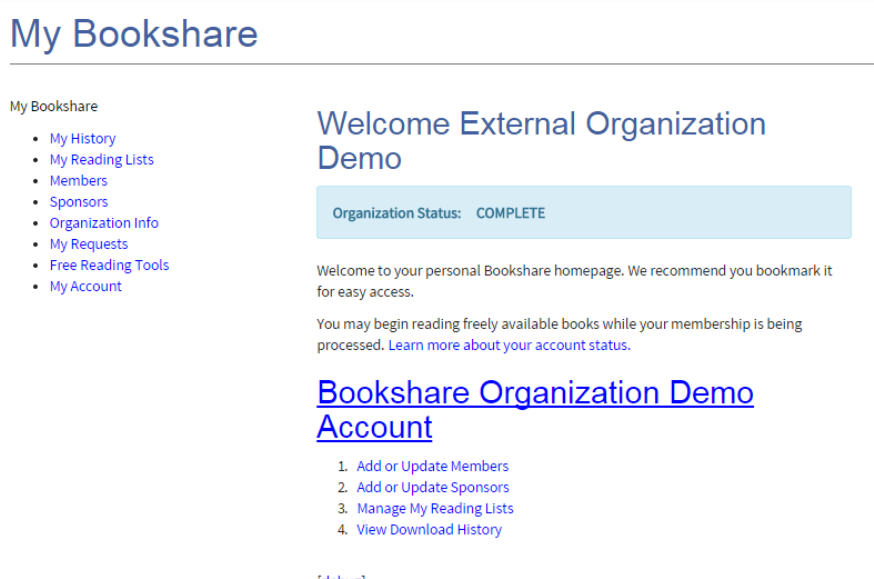 My Bookshare
My Bookshare
My History
My Reading Lists
Members
Sponsors
Organization Info
My Requests
Free Reading Tools
My Account
Welcome External Organization
Demo
Organization Status: COMPLETE
Welcome to your personal Bookshare homepage. We recommend you bookmark it
for easy access.
You may begin reading freely available books while your membership is being
processed. Learn more about your account status.
Bookshare Organization Demo
Account
1. Add or Update Members
2. Add or Update Sponsors
3. Manage My Reading Lists
4. View Download History